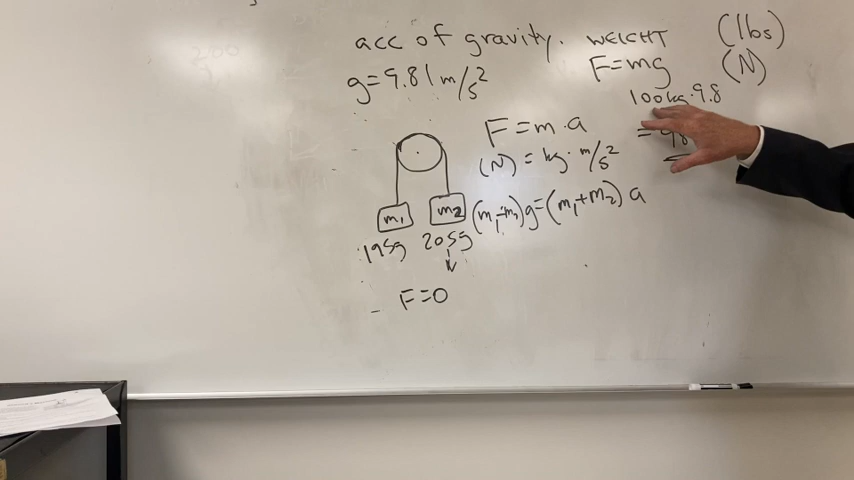 acc of gravity. WEIGHT (lbs)
g=9.81 m/s² F=mg (N)
100kg·9.8
F=m·a = 98
(N) = kg· m/s²
m₁ m₂ (m₁-m₂)g=(m₁+m₂)a
195g 205g
F=0